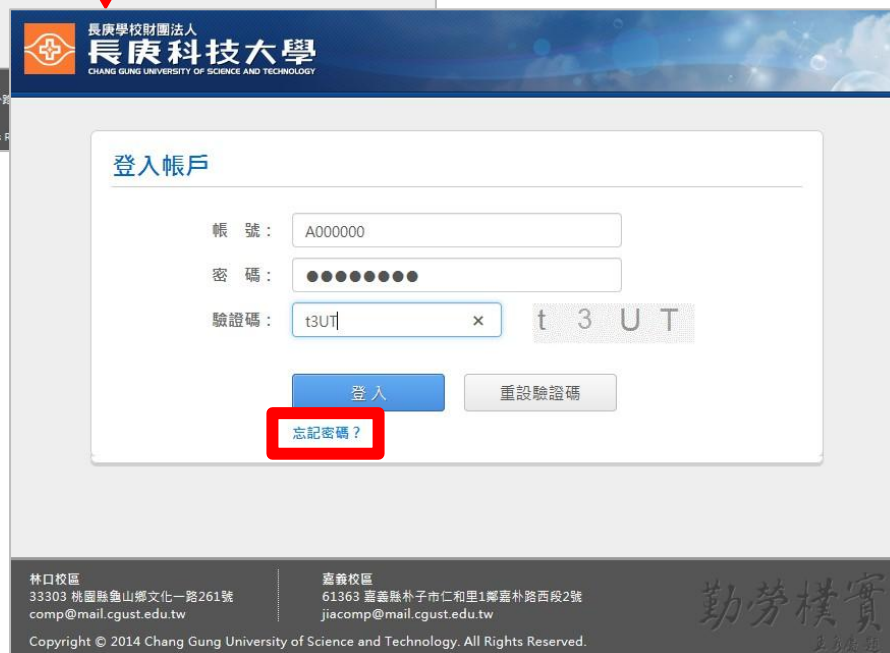 長庚學校財團法人
長庚科技大學
CHANG GUNG UNIVERSITY OF SCIENCE AND TECHNOLOGY
登入帳戶
帳 號：
A000000
密 碼：
●●●●●●●●
驗證碼：
t3UT
×
t 3 U T
登入
重設驗證碼
忘記密碼？
林口校區
33303 桃園縣龜山鄉文化一路261號
comp@mail.cgust.edu.tw
嘉義校區
61363 嘉義縣朴子市仁和里1鄰嘉朴路西段2號
jiacomp@mail.cgust.edu.tw
勤勞樸實
Copyright © 2014 Chang Gung University of Science and Technology. All Rights Reserved.